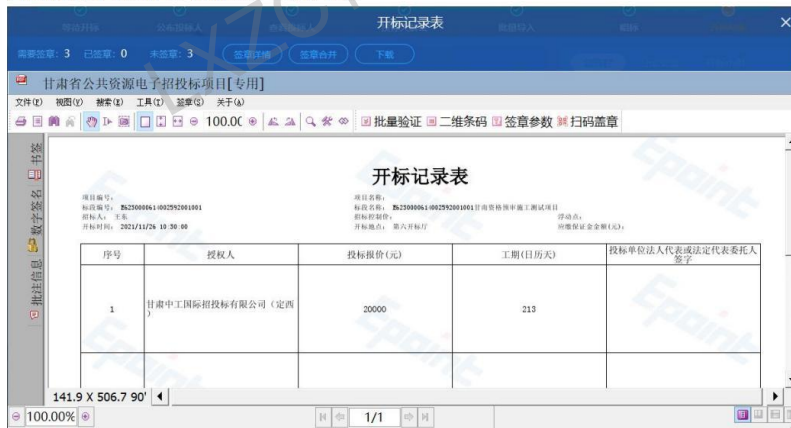 开标记录表
需要签章: 3 已签章: 0 未签章: 3 签章详情 签章合并 下载
甘肃省公共资源电子招投标项目[专用]
文件(F) 视图(V) 搜索(X) 工具(T) 签章(S) 关于(A)
100.00 批量验证 二维条码 签章参数 扫码盖章
书签
数字签名
批注信息
开标记录表
项目编号: 项目名称:
标段编号: 标段名称: 甘肃资格预审施工测试项目
招标人: 王东 招标控制价: 浮动点:
开标时间: 2021/11/26 10:30:00 开标地点: 第六开标厅 应缴保证金金额(元):
序号 授权人 投标报价(元) 工期(日历天) 投标单位法人代表或法定代表委托人
签字
1 甘肃中工国际招投标有限公司（定西 20000 213
）
Epoint
141.9 X 506.7 90'
100.00% 1/1